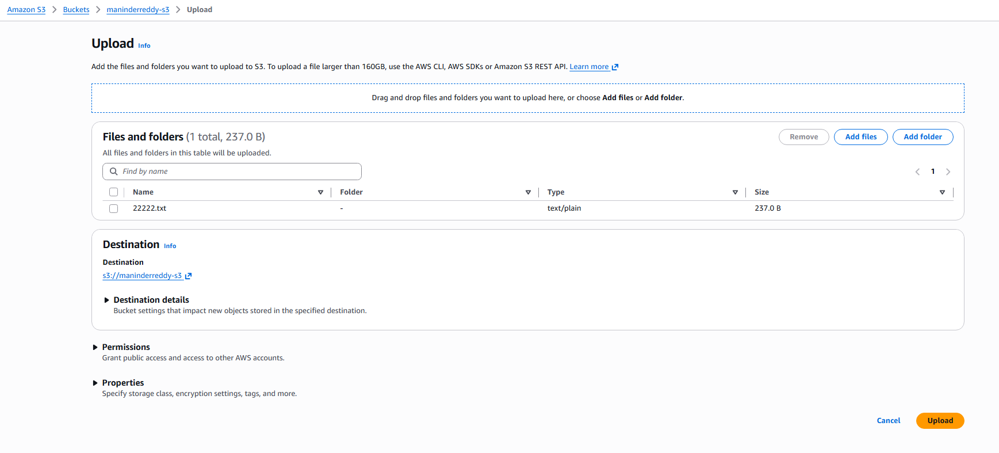 Amazon S3 > Buckets > maninderreddy-s3 > Upload
Upload Info
Add the files and folders you want to upload to S3. To upload a file larger than 160GB, use the AWS CLI, AWS SDKs or Amazon S3 REST API. Learn more
Drag and drop files and folders you want to upload here, or choose Add files or Add folder.
Files and folders (1 total, 237.0 B)
Remove Add files Add folder
All files and folders in this table will be uploaded.
Find by name
1
Name Folder Type Size
22222.txt - text/plain 237.0 B
Destination Info
Destination
s3://maninderreddy-s3
Destination details
Bucket settings that impact new objects stored in the specified destination.
Permissions
Grant public access and access to other AWS accounts.
Properties
Specify storage class, encryption settings, tags, and more.
Cancel Upload